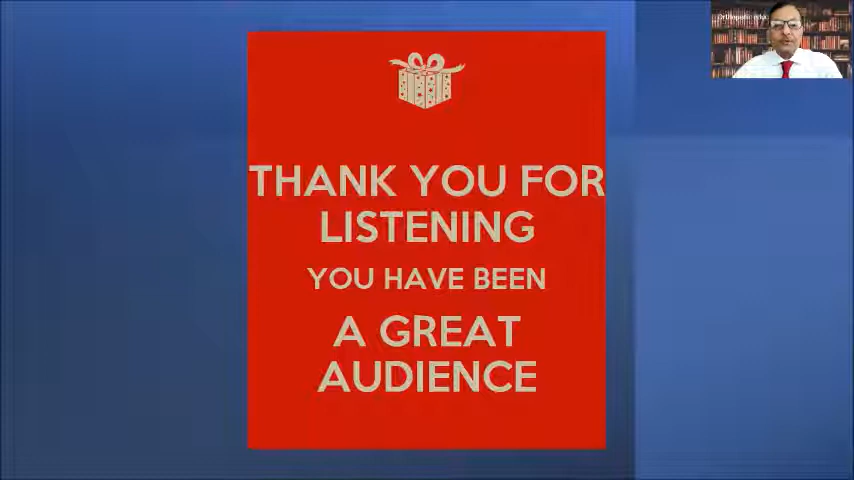 THANK YOU FOR
LISTENING
YOU HAVE BEEN
A GREAT
AUDIENCE